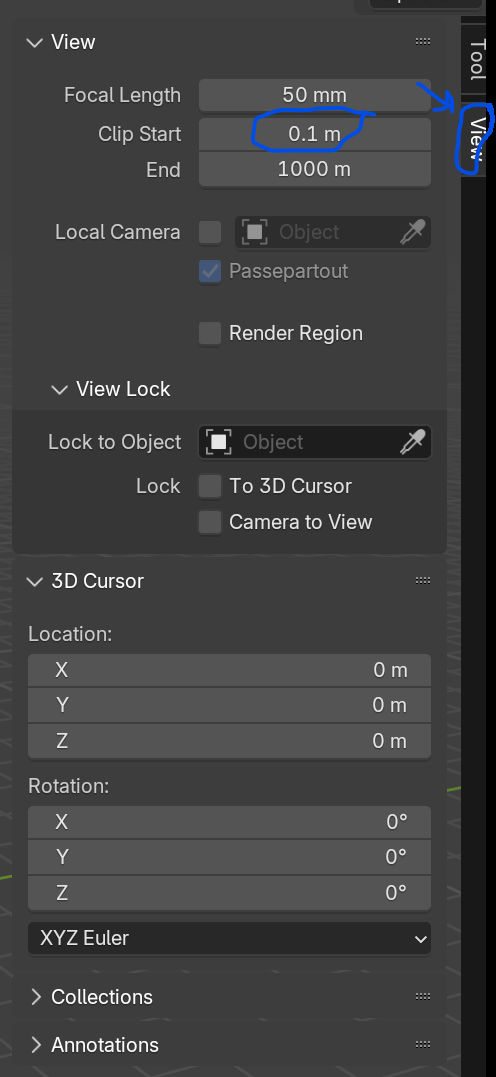 View
Tool
Focal Length 50 mm
Clip Start 0.1 m
View
End 1000 m
Local Camera Object
Passepartout
Render Region
View Lock
Lock to Object Object
Lock To 3D Cursor
Camera to View
3D Cursor
Location:
X 0 m
Y 0 m
Z 0 m
Rotation:
X 0°
Y 0°
Z 0°
XYZ Euler
Collections
Annotations